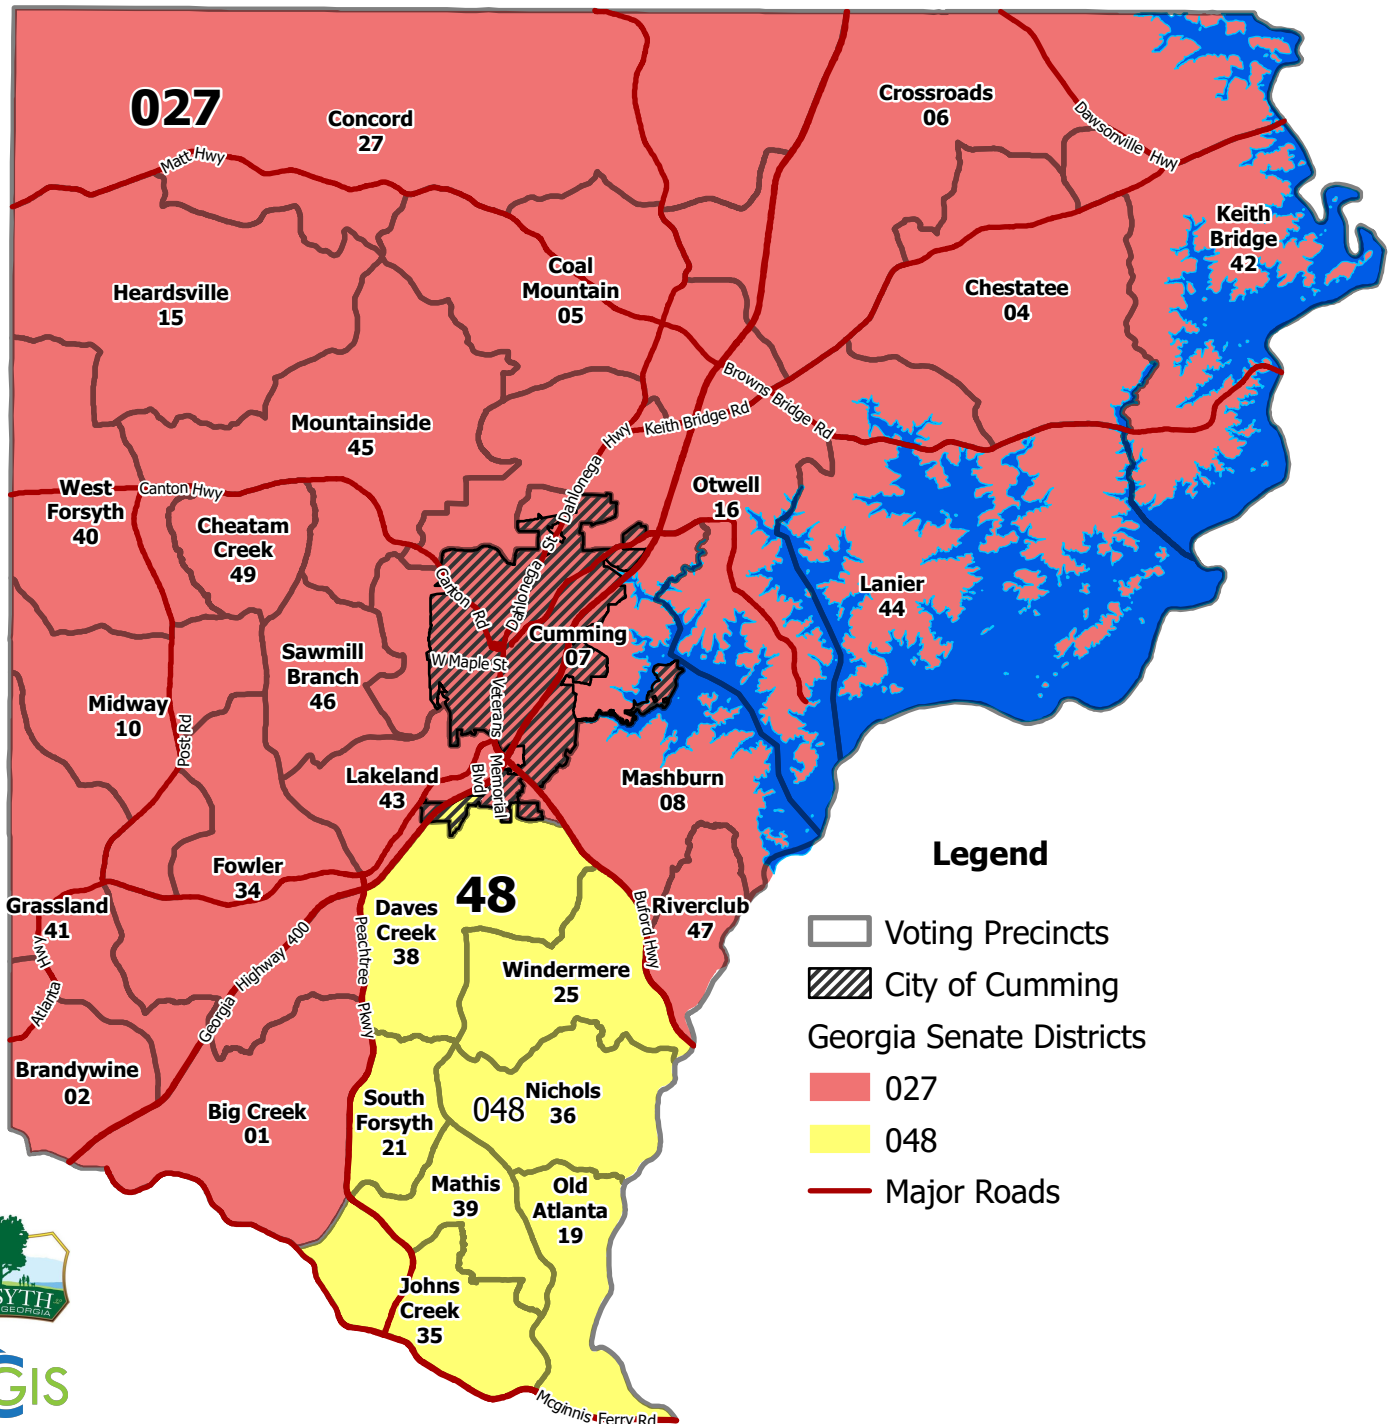 027
Concord
27
Crossroads
06
Dawsonville Hwy
Matt Hwy
Keith
Bridge
42
Heardsville
15
Coal
Mountain
05
Chestatee
04
Browns Bridge Rd
Keith Bridge Rd
Dahlonega Hwy
Mountainside
45
West
Forsyth
40
Canton Hwy
Cheatam
Creek
49
Otwell
16
Dahlonega St
Canton Rd
Lanier
44
Cumming
07
W Maple St
Sawmill
Branch
46
Veterans Memorial Blvd
Midway
10
Post Rd
Lakeland
43
Mashburn
08
Fowler
34
48
Grassland
41
Daves
Creek
38
Riverclub
47
Buford Hwy
Atlanta Hwy
Georgia Highway 400
Peachtree Pkwy
Windermere
25
Brandywine
02
Big Creek
01
South
Forsyth
21
048
Nichols
36
Mathis
39
Old
Atlanta
19
Johns
Creek
35
Mcginnis Ferry Rd
Legend
Voting Precincts
City of Cumming
Georgia Senate Districts
027
048
Major Roads
GEORGIA
GIS